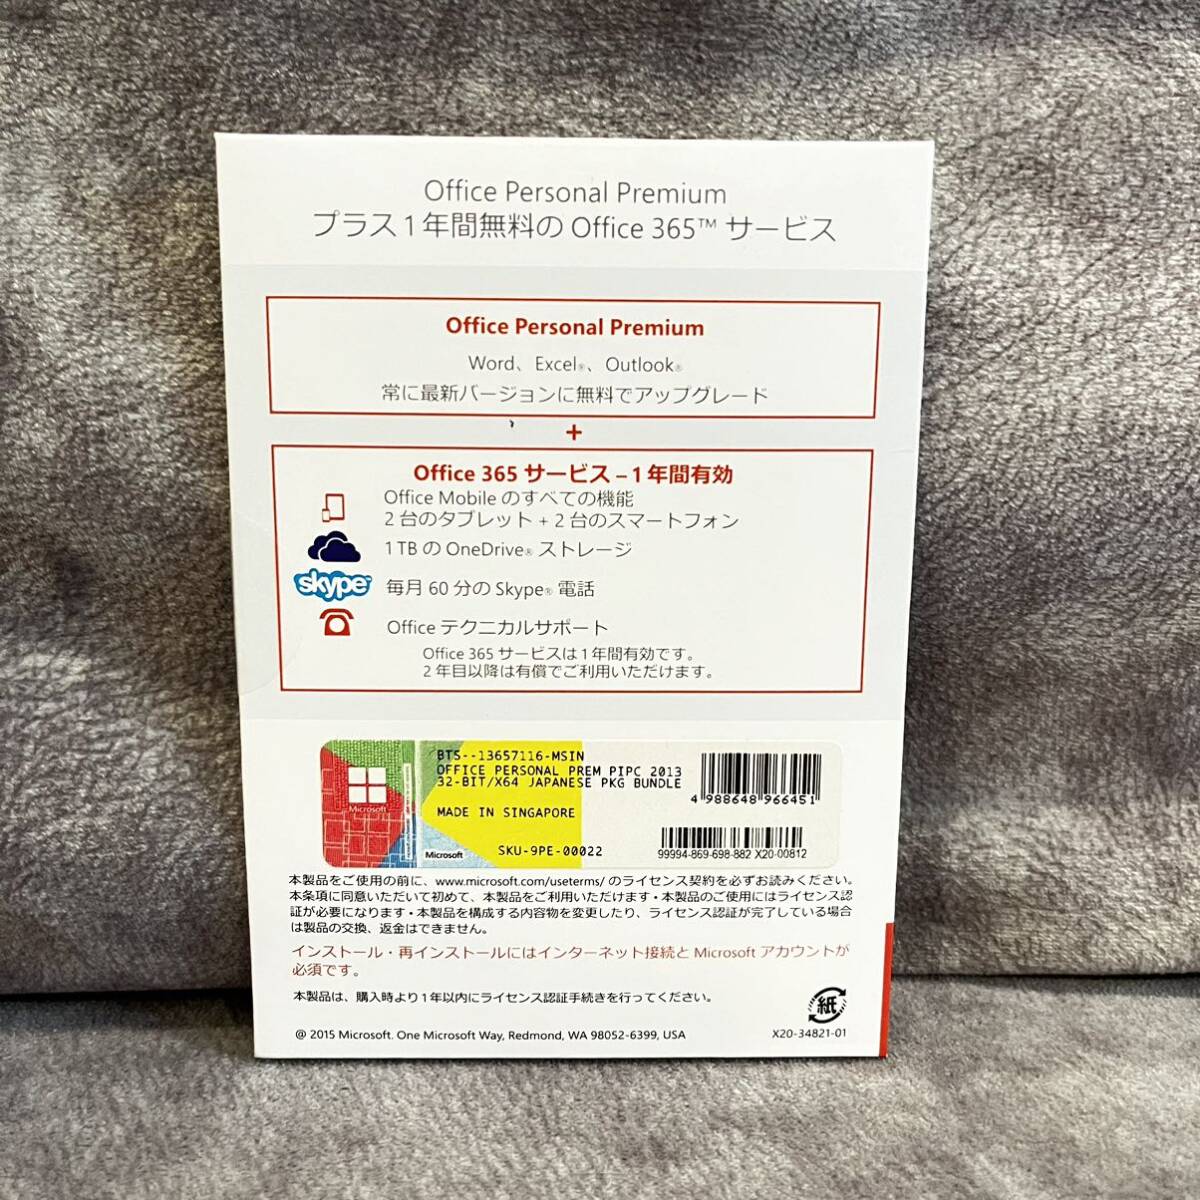 Office Personal Premium
プラス1年間無料の Office 365™ サービス
Office Personal Premium
Word、Excel®、Outlook®
常に最新バージョンに無料でアップグレード
+
Office 365 サービス – 1 年間有効
Office Mobile のすべての機能
2 台のタブレット + 2 台のスマートフォン
1 TB の OneDrive® ストレージ
skype
毎月 60 分の Skype® 電話
Office テクニカルサポート
Office 365 サービスは 1 年間有効です。
2 年目以降は有償でご利用いただけます。
BTS--13657116-MSIN
OFFICE PERSONAL PREM PIPC 2013
32-BIT/X64 JAPANESE PKG BUNDLE
4 988648 966451
MADE IN SINGAPORE
Microsoft
Microsoft
SKU-9PE-00022
99994-869-698-882 X20-00812
本製品をご使用の前に、www.microsoft.com/useterms/ のライセンス契約を必ずお読みください。
本条項に同意いただいて初めて、本製品をご利用いただけます・本製品のご使用にはライセンス認
証が必要になります・本製品を構成する内容物を変更したり、ライセンス認証が完了している場合
は製品の交換、返金はできません。
インストール・再インストールにはインターネット接続と Microsoft アカウントが
必須です。
本製品は、購入時より 1 年以内にライセンス認証手続きを行ってください。
紙
@ 2015 Microsoft. One Microsoft Way, Redmond, WA 98052-6399, USA
X20-34821-01